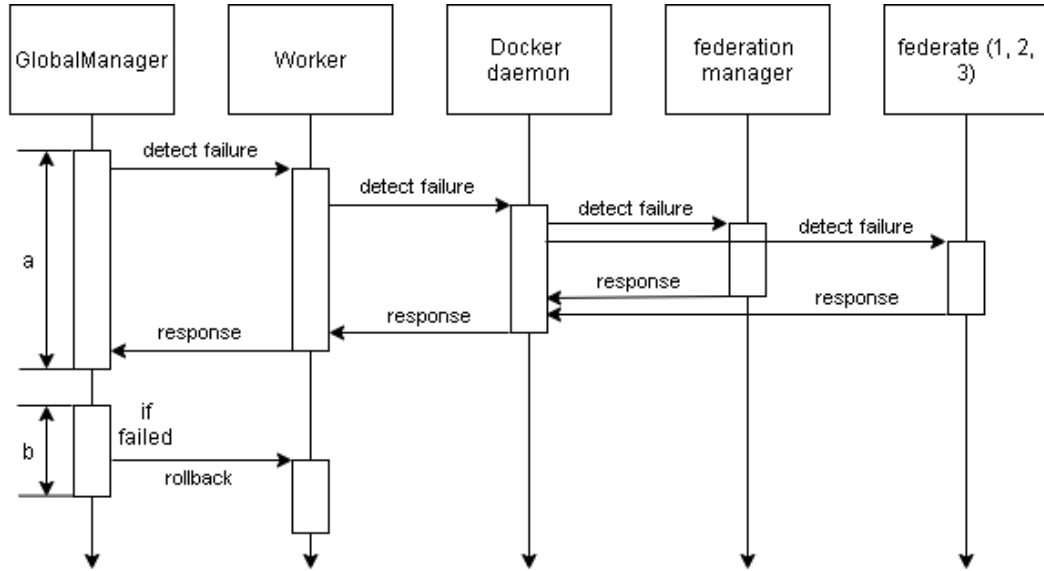 GlobalManager
Worker
Docker
daemon
federation
manager
federate (1, 2,
3)
detect failure
detect failure
detect failure
detect failure
a
response
response
response
response
b
if
failed
rollback